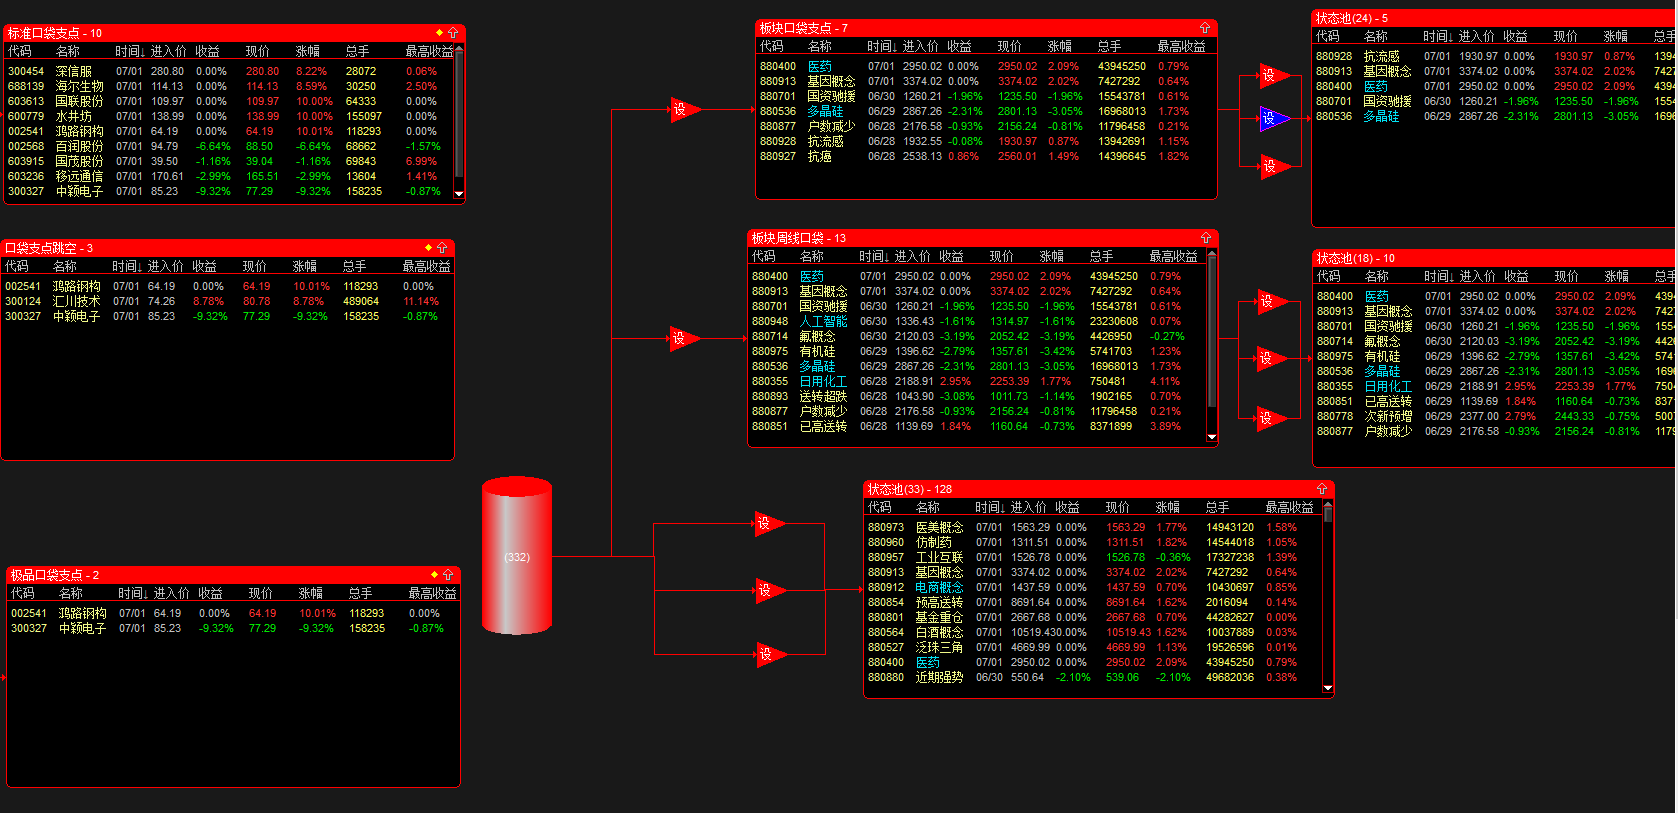 标准口袋支点 - 10
代码 名称 时间↓ 进入价 收益 现价 涨幅 总手 最高收益
300454 深信服 07/01 280.80 0.00% 280.80 8.22% 28072 0.06%
688139 海尔生物 07/01 114.13 0.00% 114.13 8.59% 30250 2.50%
603613 国联股份 07/01 109.97 0.00% 109.97 10.00% 64333 0.00%
600779 水井坊 07/01 138.99 0.00% 138.99 10.00% 155097 0.00%
002541 鸿路钢构 07/01 64.19 0.00% 64.19 10.01% 118293 0.00%
002568 百润股份 07/01 94.79 -6.64% 88.50 -6.64% 68662 -1.57%
603915 国茂股份 07/01 39.50 -1.16% 39.04 -1.16% 69843 6.99%
603236 移远通信 07/01 170.61 -2.99% 165.51 -2.99% 13604 1.41%
300327 中颖电子 07/01 85.23 -9.32% 77.29 -9.32% 158235 -0.87%
口袋支点跳空 - 3
代码 名称 时间↓ 进入价 收益 现价 涨幅 总手 最高收益
002541 鸿路钢构 07/01 64.19 0.00% 64.19 10.01% 118293 0.00%
300124 汇川技术 07/01 74.26 8.78% 80.78 8.78% 489064 11.14%
300327 中颖电子 07/01 85.23 -9.32% 77.29 -9.32% 158235 -0.87%
极品口袋支点 - 2
代码 名称 时间↓ 进入价 收益 现价 涨幅 总手 最高收益
002541 鸿路钢构 07/01 64.19 0.00% 64.19 10.01% 118293 0.00%
300327 中颖电子 07/01 85.23 -9.32% 77.29 -9.32% 158235 -0.87%
(332)
设
设
设
设
设
板块口袋支点 - 7
代码 名称 时间↓ 进入价 收益 现价 涨幅 总手 最高收益
880400 医药 07/01 2950.02 0.00% 2950.02 2.09% 43945250 0.79%
880913 基因概念 07/01 3374.02 0.00% 3374.02 2.02% 7427292 0.64%
880701 国资驰援 06/30 1260.21 -1.96% 1235.50 -1.96% 15543781 0.61%
880536 多晶硅 06/29 2867.26 -2.31% 2801.13 -3.05% 16968013 1.73%
880877 户数减少 06/29 2176.58 -0.93% 2156.24 -0.81% 11796458 0.21%
880928 抗流感 06/28 1932.55 -0.08% 1930.97 0.87% 13942691 1.15%
880927 抗癌 06/28 2538.13 0.86% 2560.01 1.49% 14396645 1.82%
板块周线口袋 - 13
代码 名称 时间↓ 进入价 收益 现价 涨幅 总手 最高收益
880400 医药 07/01 2950.02 0.00% 2950.02 2.09% 43945250 0.79%
880913 基因概念 07/01 3374.02 0.00% 3374.02 2.02% 7427292 0.64%
880701 国资驰援 06/30 1260.21 -1.96% 1235.50 -1.96% 15543781 0.61%
880948 人工智能 06/30 1336.43 -1.61% 1314.97 -1.61% 23230608 0.07%
880714 氟概念 06/30 2120.03 -3.19% 2052.42 -3.19% 4426950 -0.27%
880975 有机硅 06/29 1396.62 -2.79% 1357.61 -3.42% 5741703 1.23%
880536 多晶硅 06/29 2867.26 -2.31% 2801.13 -3.05% 16968013 1.73%
880355 日用化工 06/28 2188.91 2.95% 2253.39 1.77% 750481 4.11%
880893 送转超跌 06/28 1043.90 -3.08% 1011.73 -1.14% 1902165 0.70%
880877 户数减少 06/28 2176.58 -0.93% 2156.24 -0.81% 11796458 0.21%
880851 已高送转 06/28 1139.69 1.84% 1160.64 -0.73% 8371899 3.89%
状态池(33) - 128
代码 名称 时间↓ 进入价 收益 现价 涨幅 总手 最高收益
880973 医美概念 07/01 1563.29 0.00% 1563.29 1.77% 14943120 1.58%
880960 仿制药 07/01 1311.51 0.00% 1311.51 1.82% 14544018 1.05%
880957 工业互联 07/01 1526.78 0.00% 1526.78 -0.36% 17327238 1.39%
880913 基因概念 07/01 3374.02 0.00% 3374.02 2.02% 7427292 0.64%
880912 电商概念 07/01 1437.59 0.00% 1437.59 0.70% 10430697 0.85%
880854 预高送转 07/01 8691.64 0.00% 8691.64 1.62% 2016094 0.14%
880801 基金重仓 07/01 2667.68 0.00% 2667.68 0.70% 44282627 0.00%
880564 白酒概念 07/01 10519.43 0.00% 10519.43 1.62% 10037889 0.03%
880527 泛珠三角 07/01 4669.99 0.00% 4669.99 1.13% 19526596 0.01%
880400 医药 07/01 2950.02 0.00% 2950.02 2.09% 43945250 0.79%
880880 近期强势 06/30 550.64 -2.10% 539.06 -2.10% 49682036 0.38%
设
设
设
设
设
设
状态池(24) - 5
代码 名称 时间↓ 进入价 收益 现价 涨幅 总手
880928 抗流感 07/01 1930.97 0.00% 1930.97 0.87% 1394
880913 基因概念 07/01 3374.02 0.00% 3374.02 2.02% 7427
880400 医药 07/01 2950.02 0.00% 2950.02 2.09% 4394
880701 国资驰援 06/30 1260.21 -1.96% 1235.50 -1.96% 1554
880536 多晶硅 06/29 2867.26 -2.31% 2801.13 -3.05% 1696
状态池(18) - 10
代码 名称 时间↓ 进入价 收益 现价 涨幅 总手
880400 医药 07/01 2950.02 0.00% 2950.02 2.09% 4394
880913 基因概念 07/01 3374.02 0.00% 3374.02 2.02% 7427
880701 国资驰援 06/30 1260.21 -1.96% 1235.50 -1.96% 1554
880714 氟概念 06/30 2120.03 -3.19% 2052.42 -3.19% 4426
880975 有机硅 06/29 1396.62 -2.79% 1357.61 -3.42% 5741
880536 多晶硅 06/29 2867.26 -2.31% 2801.13 -3.05% 1696
880355 日用化工 06/28 2188.91 2.95% 2253.39 1.77% 7504
880851 已高送转 06/29 1139.69 1.84% 1160.64 -0.73% 8371
880778 次新预增 06/29 2377.00 2.79% 2443.33 -0.75% 5007
880877 户数减少 06/29 2176.58 -0.93% 2156.24 -0.81% 1179